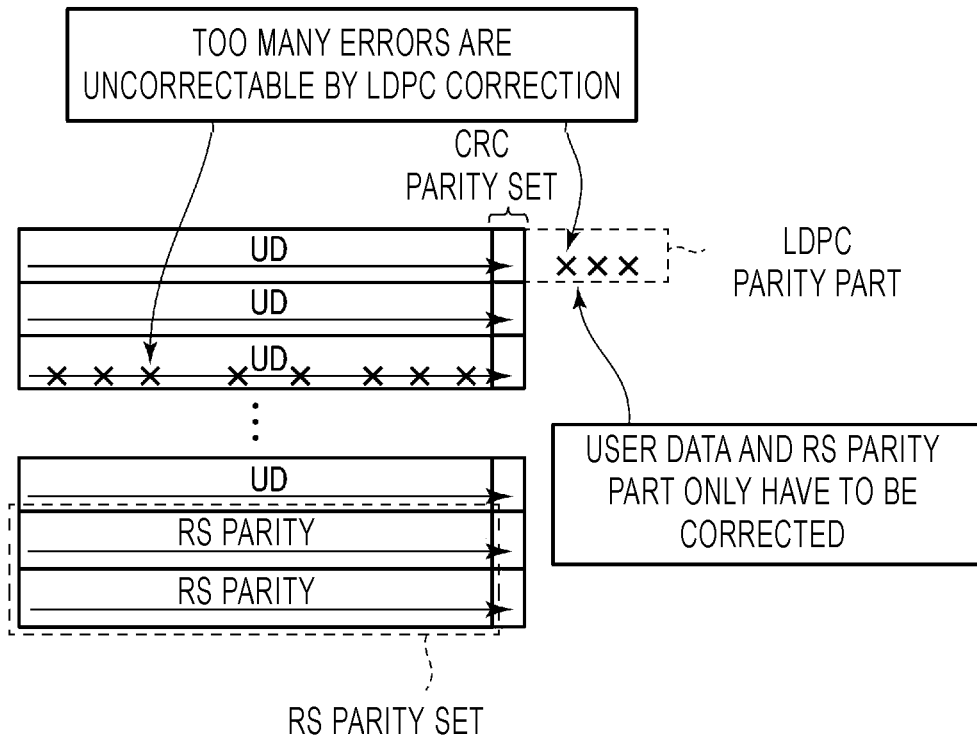 TOO MANY ERRORS ARE
UNCORRECTABLE BY LDPC CORRECTION
CRC
PARITY SET
UD
LDPC
PARITY PART
UD
UD
USER DATA AND RS PARITY
PART ONLY HAVE TO BE
CORRECTED
UD
RS PARITY
RS PARITY
RS PARITY SET